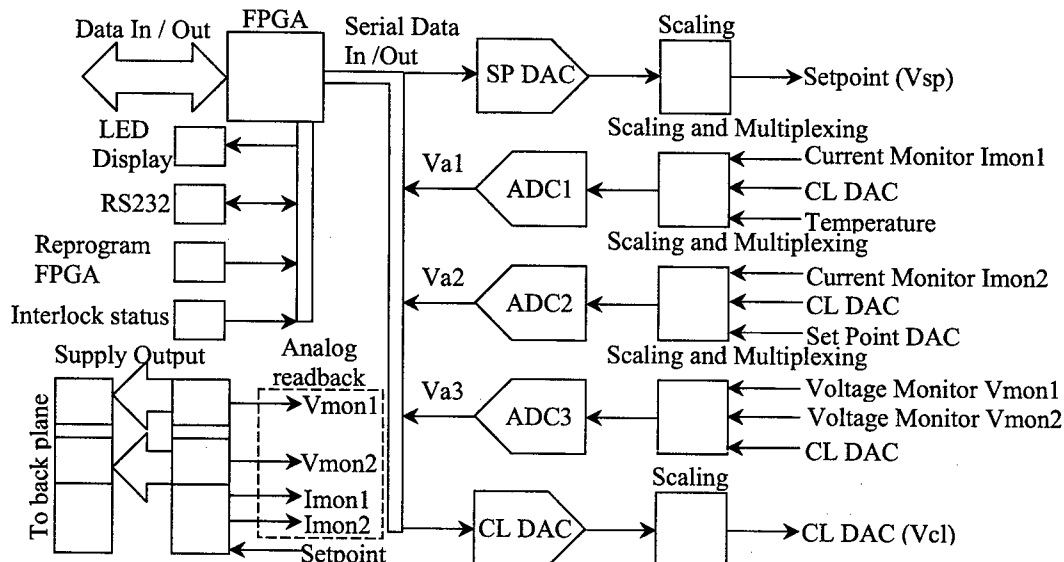 FPGA
Data In / Out
Serial Data
In /Out
SP DAC
Scaling
Setpoint (Vsp)
LED
Display
RS232
Reprogram
FPGA
Interlock status
Scaling and Multiplexing
Va1
ADC1
Current Monitor Imon1
CL DAC
Temperature
Scaling and Multiplexing
Va2
ADC2
Current Monitor Imon2
CL DAC
Set Point DAC
Scaling and Multiplexing
Va3
ADC3
Voltage Monitor Vmon1
Voltage Monitor Vmon2
CL DAC
Supply Output
To back plane
Analog
readback
Vmon1
Vmon2
Imon1
Imon2
Setpoint
CL DAC
Scaling
CL DAC (Vcl)